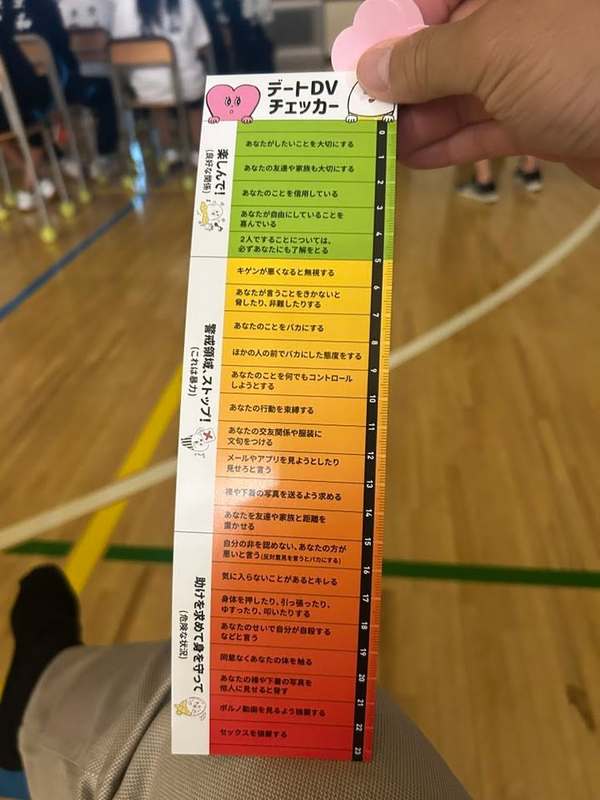 デートDV
チェッカー
楽しんで!
(良好な関係)
0
あなたがしたいことを大切にする
1
あなたの友達や家族も大切にする
2
あなたのことを信用している
3
あなたが自由にしていることを
喜んでいる
4
2人ですることについては、
必ずあなたにも了解をとる
5
警戒領域、ストップ!
(これは暴力)
キゲンが悪くなると無視する
6
あなたが言うことをきかないと
脅したり、非難したりする
7
あなたのことをバカにする
8
ほかの人の前でバカにした態度をする
9
あなたのことを何でもコントロール
しようとする
10
あなたの行動を束縛する
11
あなたの交友関係や服装に
文句をつける
12
メールやアプリを見ようとしたり
見せろと言う
13
裸や下着の写真を送るよう求める
14
あなたを友達や家族と距離を
置かせる
15
助けを求めて身を守って
(危険な状況)
自分の非を認めない、あなたの方が
悪いと言う(反対意見を言うとバカにする)
16
気に入らないことがあるとキレる
17
身体を押したり、引っ張ったり、
ゆすったり、叩いたりする
18
あなたのせいで自分が自殺する
などと言う
19
同意なくあなたの体を触る
20
あなたの裸や下着の写真を
他人に見せると脅す
21
ポルノ動画を見るよう強要する
22
セックスを強要する
23